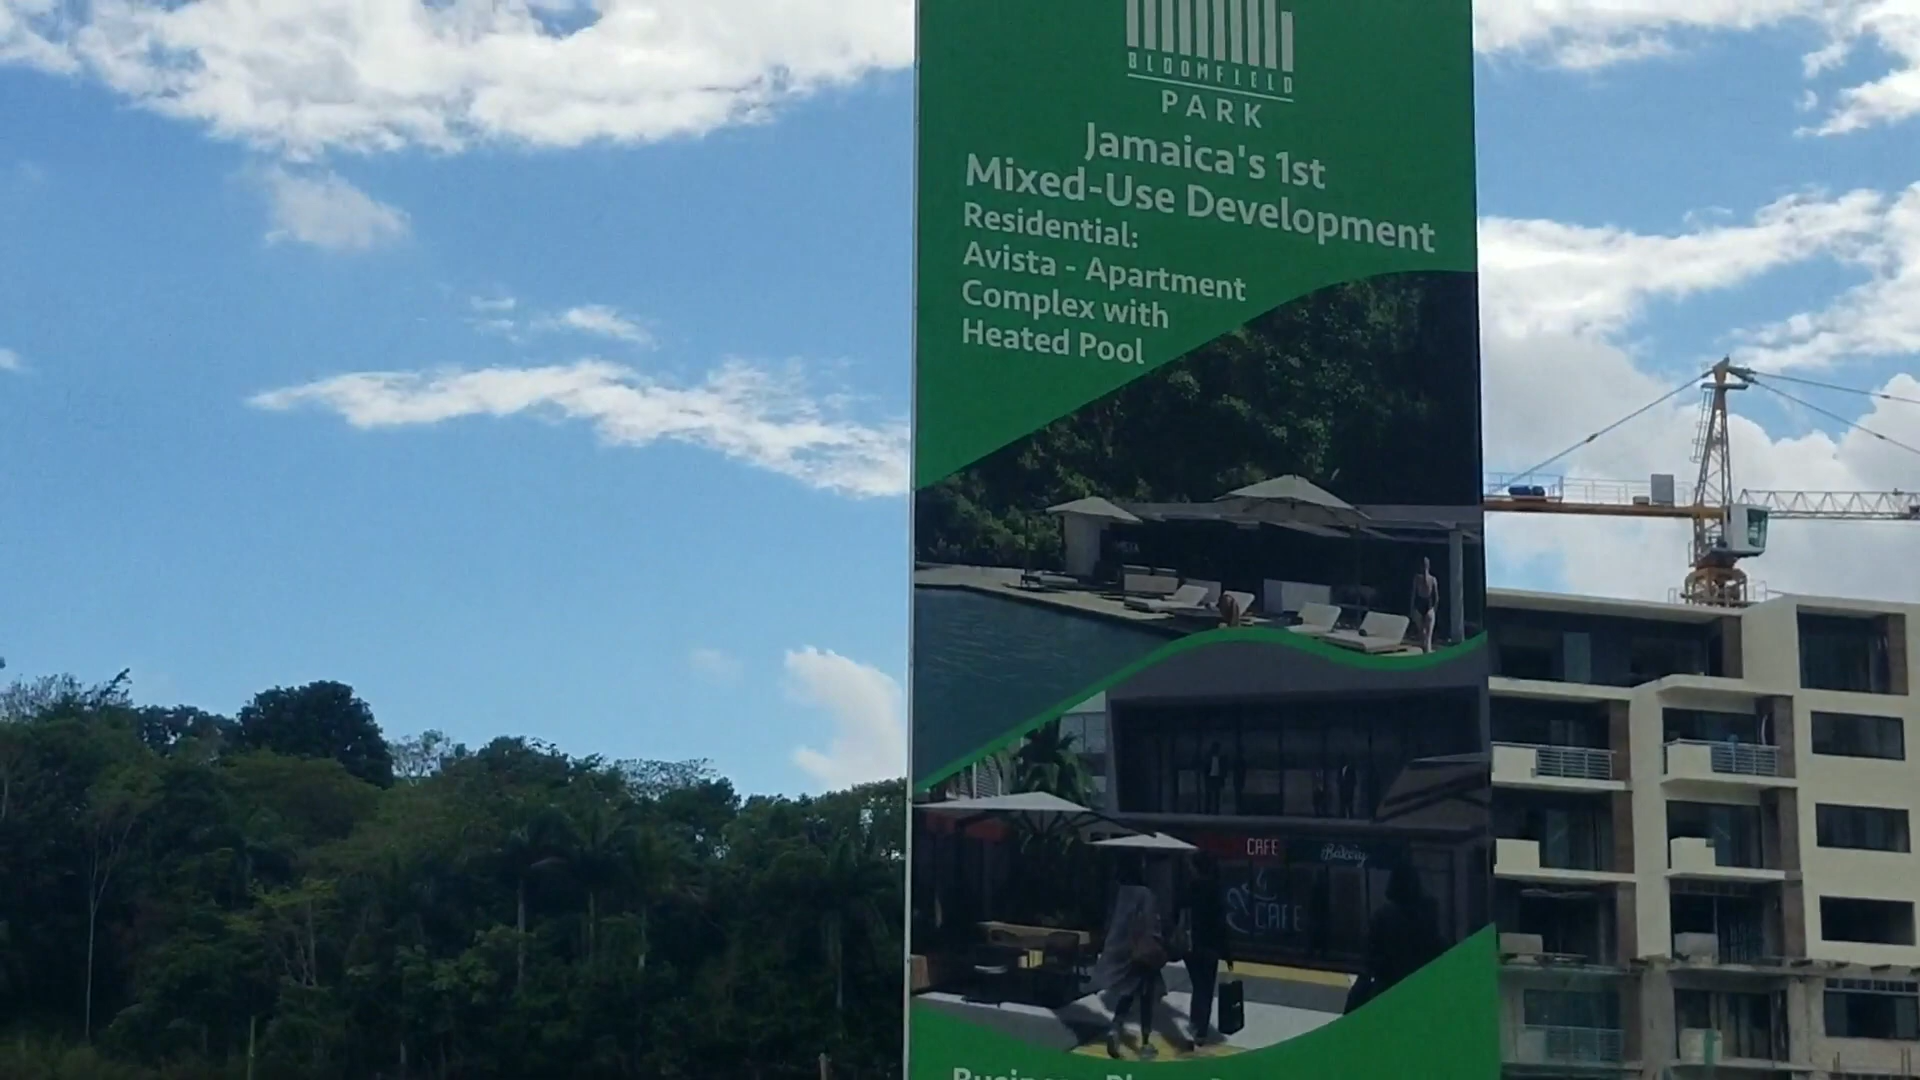 BLOOMFIELD
PARK
Jamaica's 1st
Mixed-Use Development
Residential:
Avista - Apartment
Complex with
Heated Pool
CAFE
Bakery
CAFE